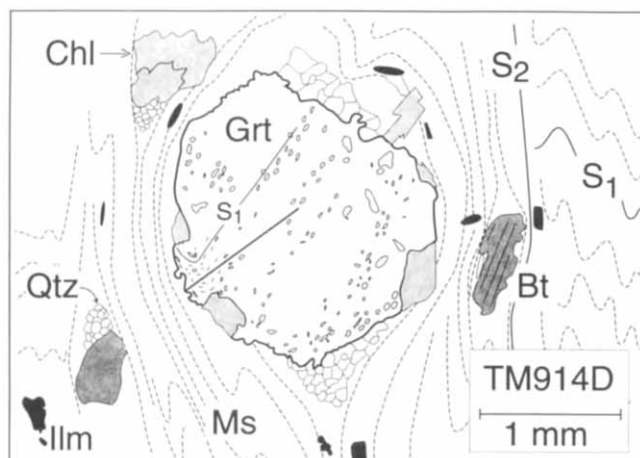 Chl
Grt
S2
S1
S1
Qtz
Bt
TM914D
Ms
Ilm
1 mm